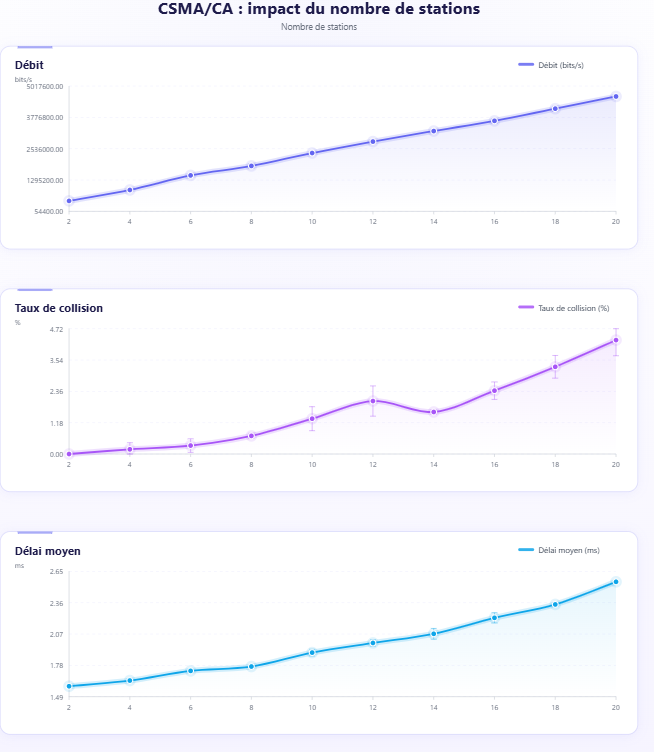 CSMA/CA : impact du nombre de stations
Nombre de stations
Débit
Débit (bits/s)
bits/s
5017600.00
3776800.00
2536000.00
1295200.00
54400.00
2 4 6 8 10 12 14 16 18 20
Taux de collision
Taux de collision (%)
%
4.72
3.54
2.36
1.18
0.00
2 4 6 8 10 12 14 16 18 20
Délai moyen
Délai moyen (ms)
ms
2.65
2.36
2.07
1.78
1.49
2 4 6 8 10 12 14 16 18 20